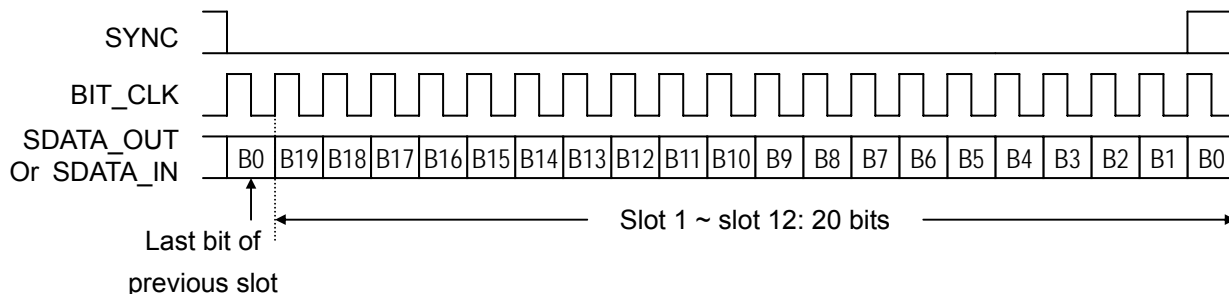 SYNC
BIT_CLK
SDATA_OUT
Or SDATA_IN
B0 B19 B18 B17 B16 B15 B14 B13 B12 B11 B10 B9 B8 B7 B6 B5 B4 B3 B2 B1 B0
Slot 1 ~ slot 12: 20 bits
Last bit of
previous slot